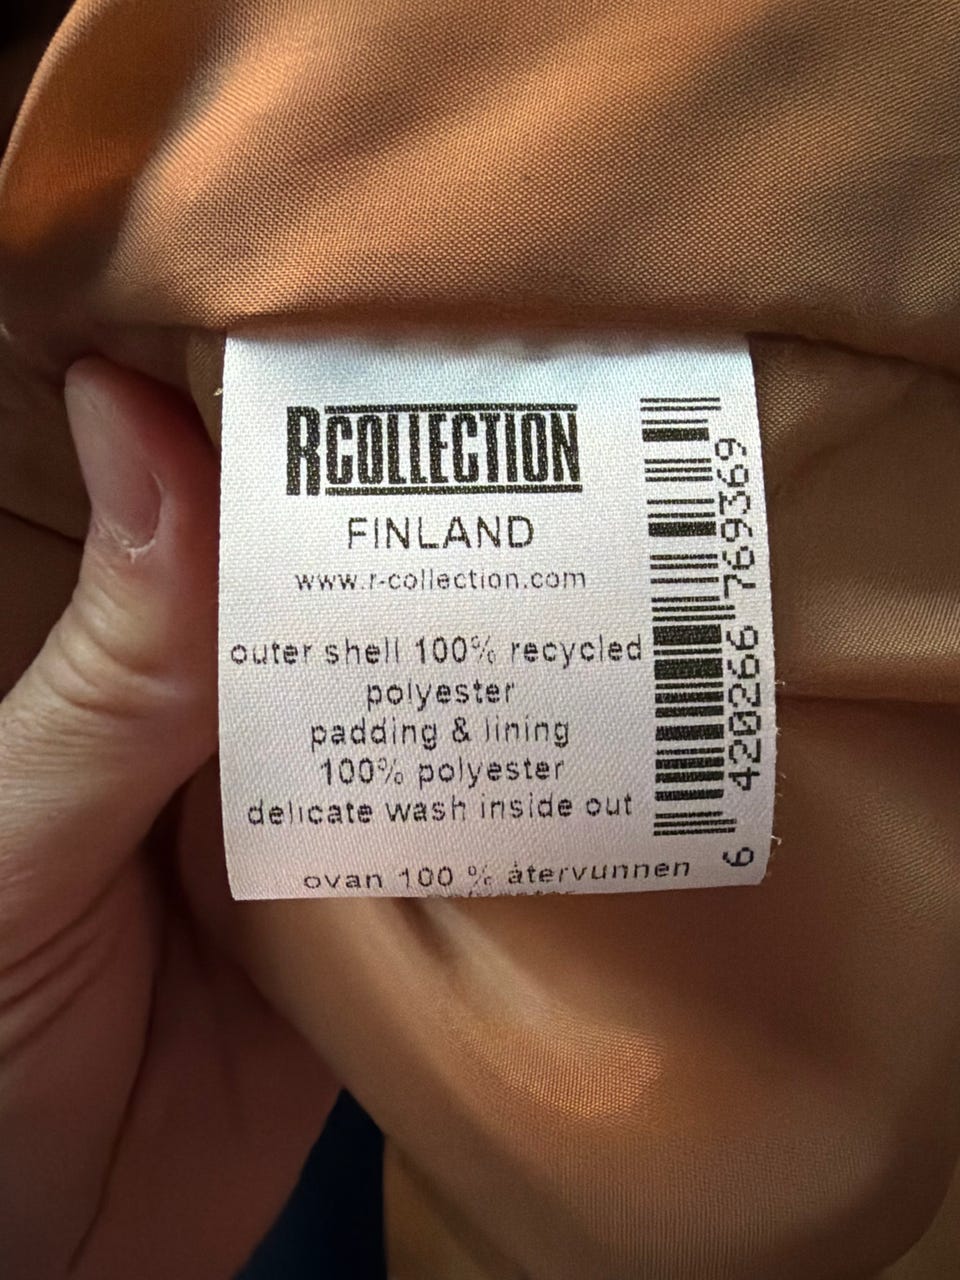 RCOLLECTION
FINLAND
www.r-collection.com
outer shell 100% recycled
polyester
padding & lining
100% polyester
delicate wash inside out
ovan 100 % återvunnen
6 420266 769369